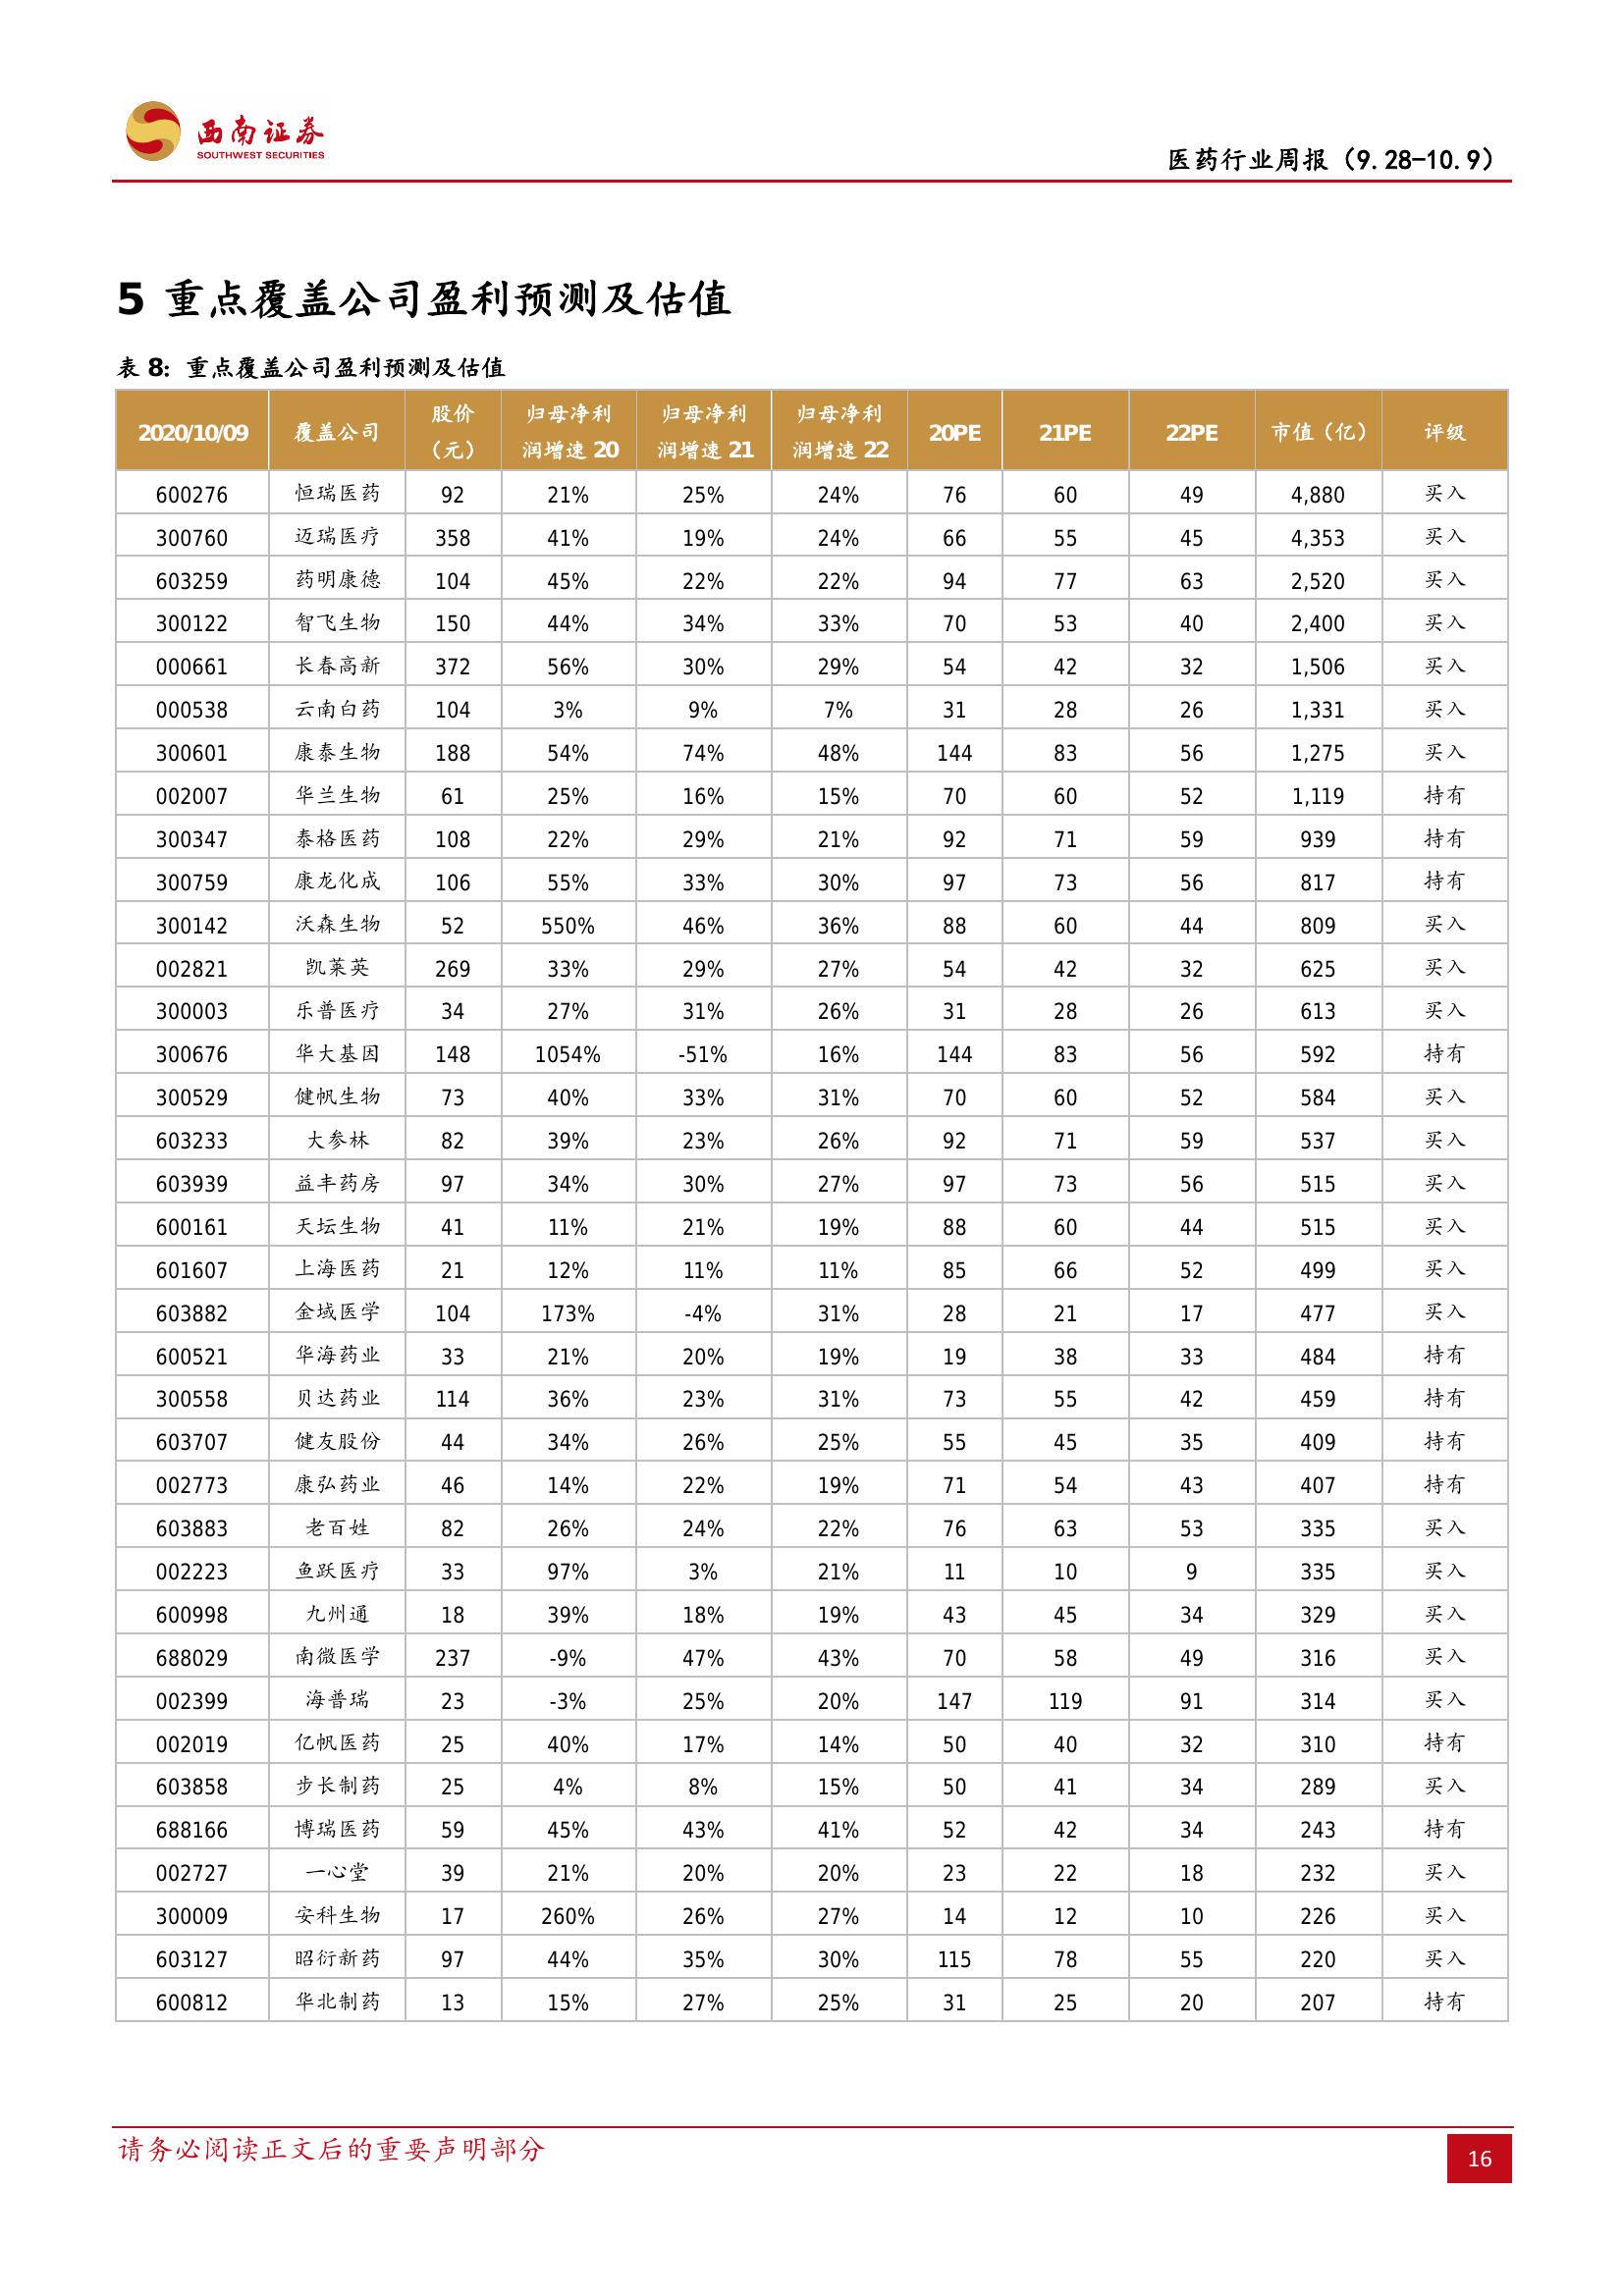 西南证券
SOUTHWEST SECURITIES
医药行业周报（9.28-10.9）
5 重点覆盖公司盈利预测及估值
表 8：重点覆盖公司盈利预测及估值
2020/10/09 覆盖公司 股价（元） 归母净利润增速 20 归母净利润增速 21 归母净利润增速 22 20PE 21PE 22PE 市值（亿） 评级
600276 恒瑞医药 92 21% 25% 24% 76 60 49 4,880 买入
300760 迈瑞医疗 358 41% 19% 24% 66 55 45 4,353 买入
603259 药明康德 104 45% 22% 22% 94 77 63 2,520 买入
300122 智飞生物 150 44% 34% 33% 70 53 40 2,400 买入
000661 长春高新 372 56% 30% 29% 54 42 32 1,506 买入
000538 云南白药 104 3% 9% 7% 31 28 26 1,331 买入
300601 康泰生物 188 54% 74% 48% 144 83 56 1,275 买入
002007 华兰生物 61 25% 16% 15% 70 60 52 1,119 持有
300347 泰格医药 108 22% 29% 21% 92 71 59 939 持有
300759 康龙化成 106 55% 33% 30% 97 73 56 817 持有
300142 沃森生物 52 550% 46% 36% 88 60 44 809 买入
002821 凯莱英 269 33% 29% 27% 54 42 32 625 买入
300003 乐普医疗 34 27% 31% 26% 31 28 26 613 买入
300676 华大基因 148 1054% -51% 16% 144 83 56 592 持有
300529 健帆生物 73 40% 33% 31% 70 60 52 584 买入
603233 大参林 82 39% 23% 26% 92 71 59 537 买入
603939 益丰药房 97 34% 30% 27% 97 73 56 515 买入
600161 天坛生物 41 11% 21% 19% 88 60 44 515 买入
601607 上海医药 21 12% 11% 11% 85 66 52 499 买入
603882 金域医学 104 173% -4% 31% 28 21 17 477 买入
600521 华海药业 33 21% 20% 19% 19 38 33 484 持有
300558 贝达药业 114 36% 23% 31% 73 55 42 459 持有
603707 健友股份 44 34% 26% 25% 55 45 35 409 持有
002773 康弘药业 46 14% 22% 19% 71 54 43 407 持有
603883 老百姓 82 26% 24% 22% 76 63 53 335 买入
002223 鱼跃医疗 33 97% 3% 21% 11 10 9 335 买入
600998 九州通 18 39% 18% 19% 43 45 34 329 买入
688029 南微医学 237 -9% 47% 43% 70 58 49 316 买入
002399 海普瑞 23 -3% 25% 20% 147 119 91 314 买入
002019 亿帆医药 25 40% 17% 14% 50 40 32 310 持有
603858 步长制药 25 4% 8% 15% 50 41 34 289 买入
688166 博瑞医药 59 45% 43% 41% 52 42 34 243 持有
002727 一心堂 39 21% 20% 20% 23 22 18 232 买入
300009 安科生物 17 260% 26% 27% 14 12 10 226 买入
603127 昭衍新药 97 44% 35% 30% 115 78 55 220 买入
600812 华北制药 13 15% 27% 25% 31 25 20 207 持有
请务必阅读正文后的重要声明部分
16